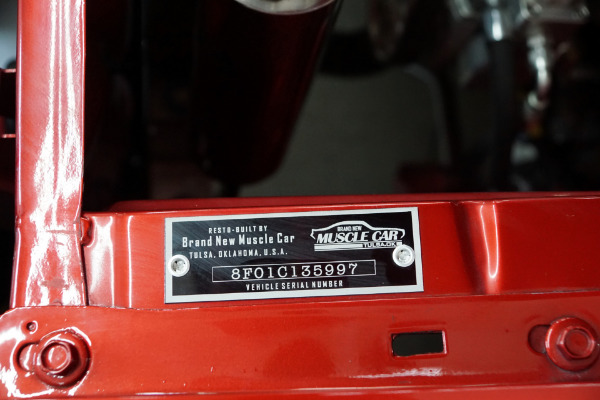 RESTO-BUILT BY
Brand New Muscle Car
TULSA, OKLAHOMA, U.S.A.
BRAND NEW
MUSCLE CAR
TULSA,OK
8F01C135997
VEHICLE SERIAL NUMBER